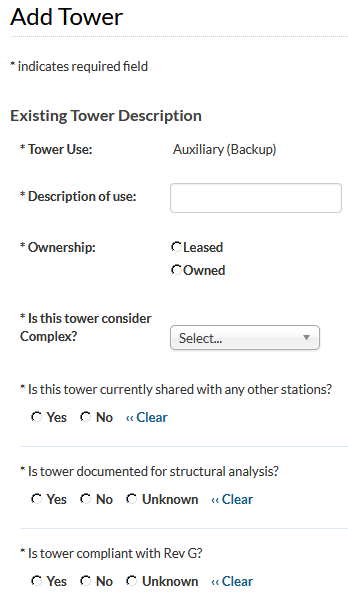 Add Tower
* indicates required field
Existing Tower Description
* Tower Use: Auxiliary (Backup)
* Description of use:
* Ownership: Leased
Owned
* Is this tower consider
Complex?
Select...
* Is this tower currently shared with any other stations?
Yes No ‹‹ Clear
* Is tower documented for structural analysis?
Yes No Unknown ‹‹ Clear
* Is tower compliant with Rev G?
Yes No Unknown ‹‹ Clear